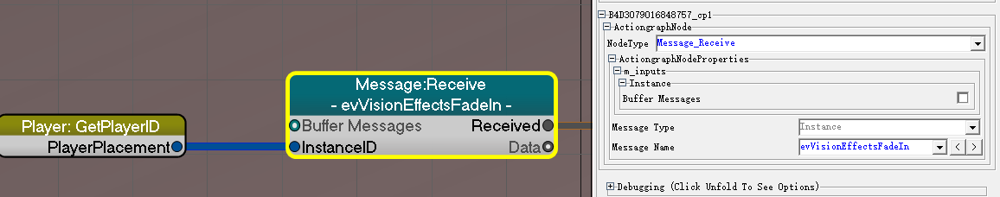 Message:Receive
- evVisionEffectsFadeIn -
Buffer Messages
Received
InstanceID
Data
Player: GetPlayerID
PlayerPlacement
B4D3079016848757_cp1
ActiongraphNode
NodeType
Message_Receive
ActiongraphNodeProperties
m_inputs
Instance
Buffer Messages
Message Type
Instance
Message Name
evVisionEffectsFadeIn
< >
Debugging (Click Unfold To See Options)